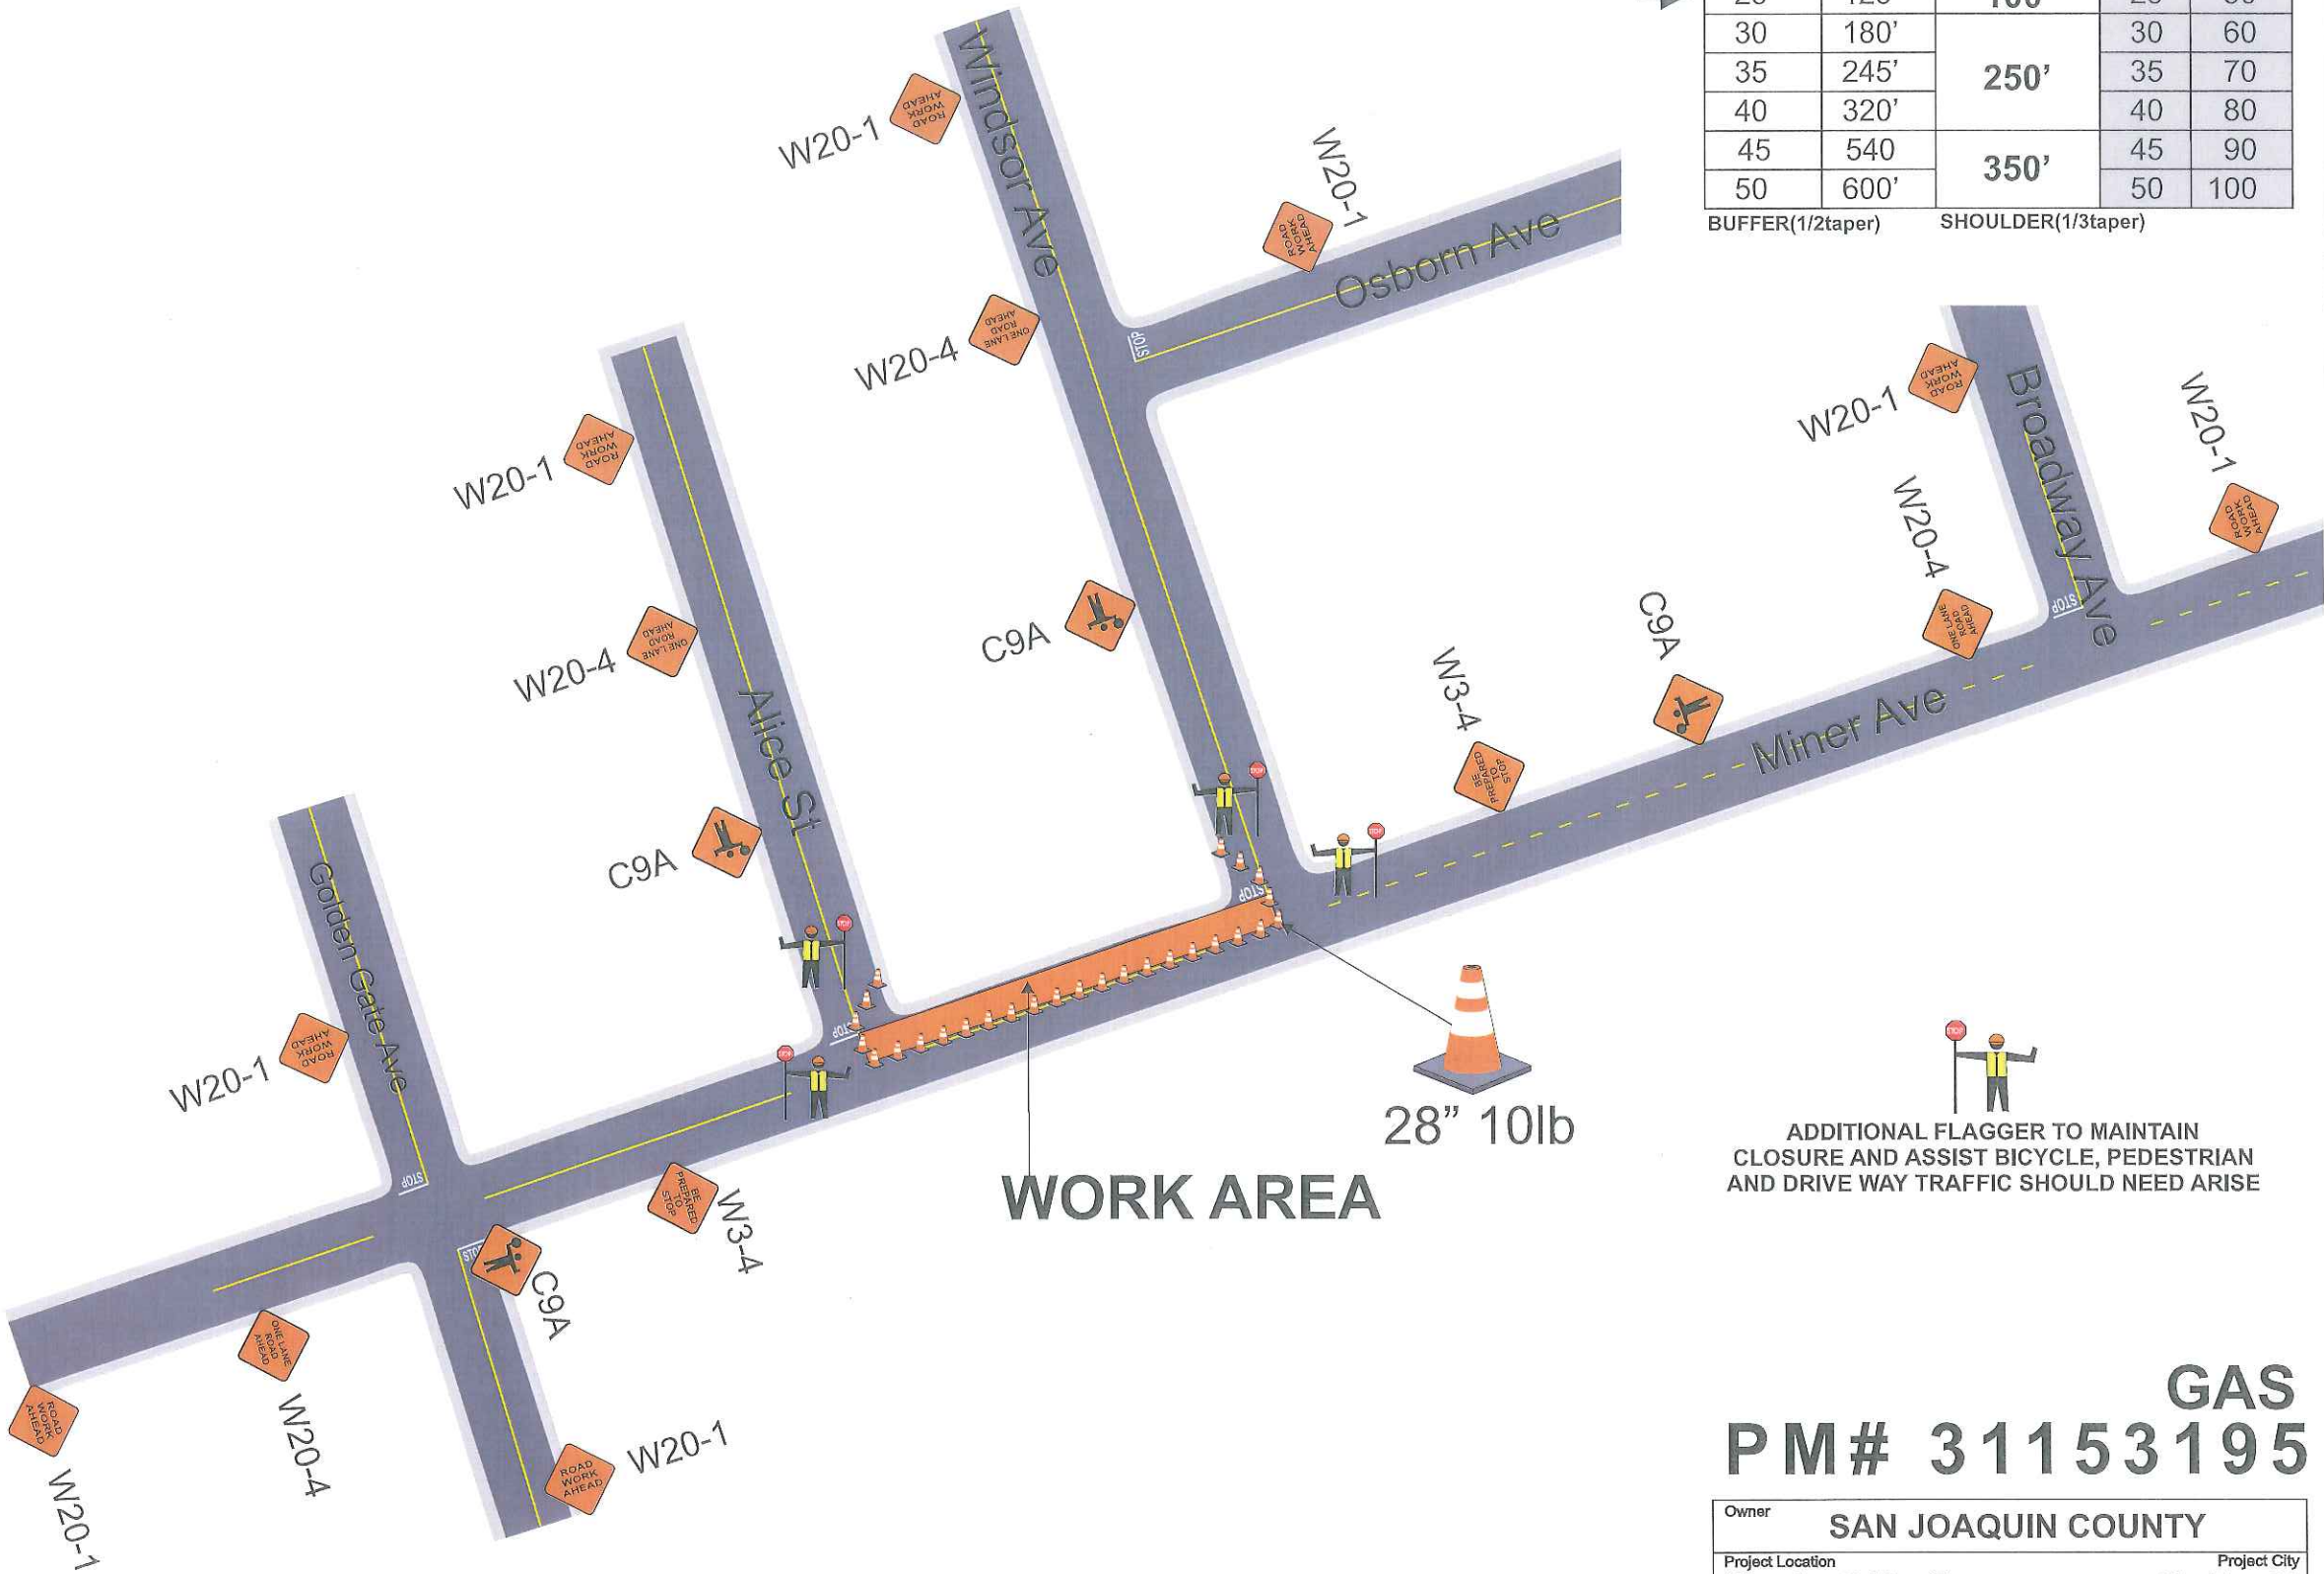 30 180' 30 60
35 245' 250' 35 70
40 320' 40 80
45 540 45 90
50 600' 350' 50 100
BUFFER(1/2taper) SHOULDER(1/3taper)
Windsor Ave
W20-1
ROAD
WORK
AHEAD
W20-1
ROAD
WORK
AHEAD
Osborn Ave
STOP
W20-4
ONE LANE
ROAD
AHEAD
W20-1
ROAD
WORK
AHEAD
Broadway Ave
W20-1
ROAD
WORK
AHEAD
W20-1
ROAD
WORK
AHEAD
W20-4
ONE LANE
ROAD
AHEAD
STOP
W20-4
ONE LANE
ROAD
AHEAD
Alice St
C9A
C9A
W3-4
BE
PREPARED
TO
STOP
Miner Ave
STOP
STOP
STOP
C9A
STOP
STOP
Golden Gate Ave
W20-1
ROAD
WORK
AHEAD
STOP
STOP
28” 10lb
WORK AREA
STOP
ADDITIONAL FLAGGER TO MAINTAIN
CLOSURE AND ASSIST BICYCLE, PEDESTRIAN
AND DRIVE WAY TRAFFIC SHOULD NEED ARISE
BE
PREPARED
TO
STOP
W3-4
C9A
ONE LANE
ROAD
AHEAD
W20-4
ROAD
WORK
AHEAD
W20-1
ROAD
WORK
AHEAD
W20-1
GAS
PM# 31153195
Owner
SAN JOAQUIN COUNTY
Project Location Project City